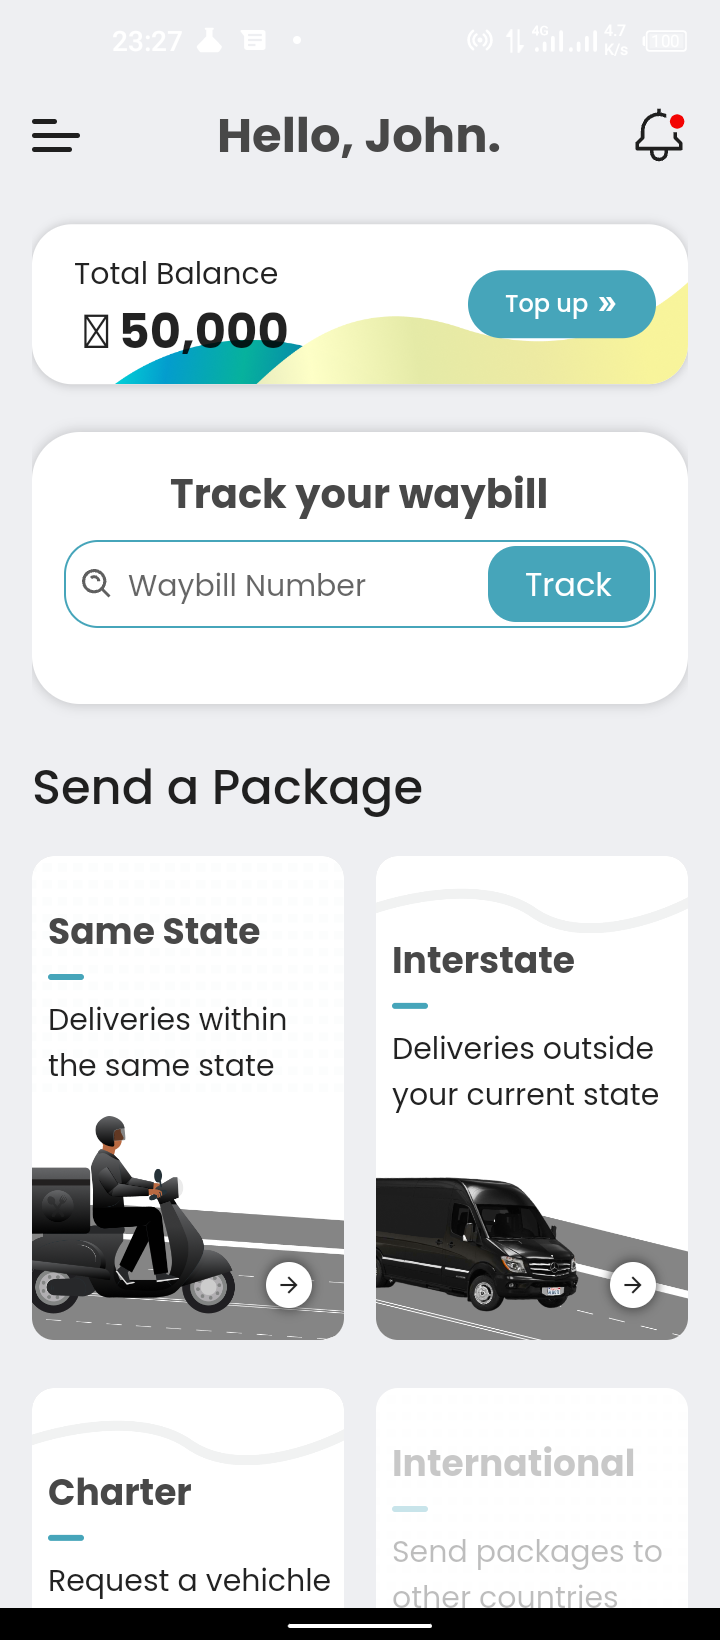 23:27
4G
4.7
K/s
100
Hello, John.
Total Balance
50,000
Top up »
Track your waybill
Waybill Number
Track
Send a Package
Same State
Deliveries within
the same state
Interstate
Deliveries outside
your current state
Charter
Request a vehichle
International
Send packages to
other countries